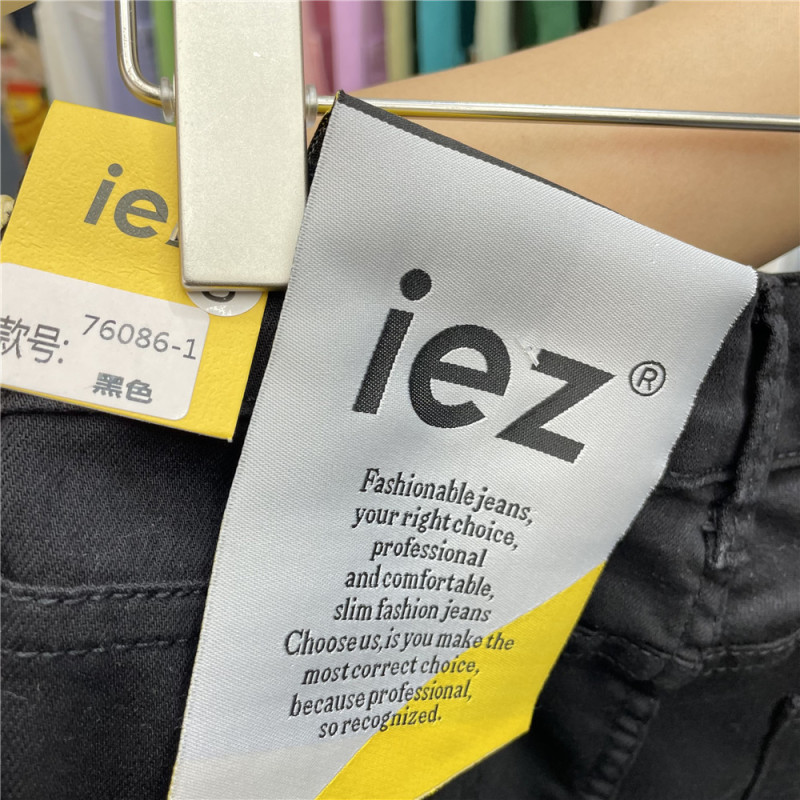 ie
款号: 76086-1
黑色
iez®
Fashionable jeans,
your right choice,
professional
and comfortable,
slim fashion jeans
Choose us, is you make the
most correct choice,
because professional,
so recognized.